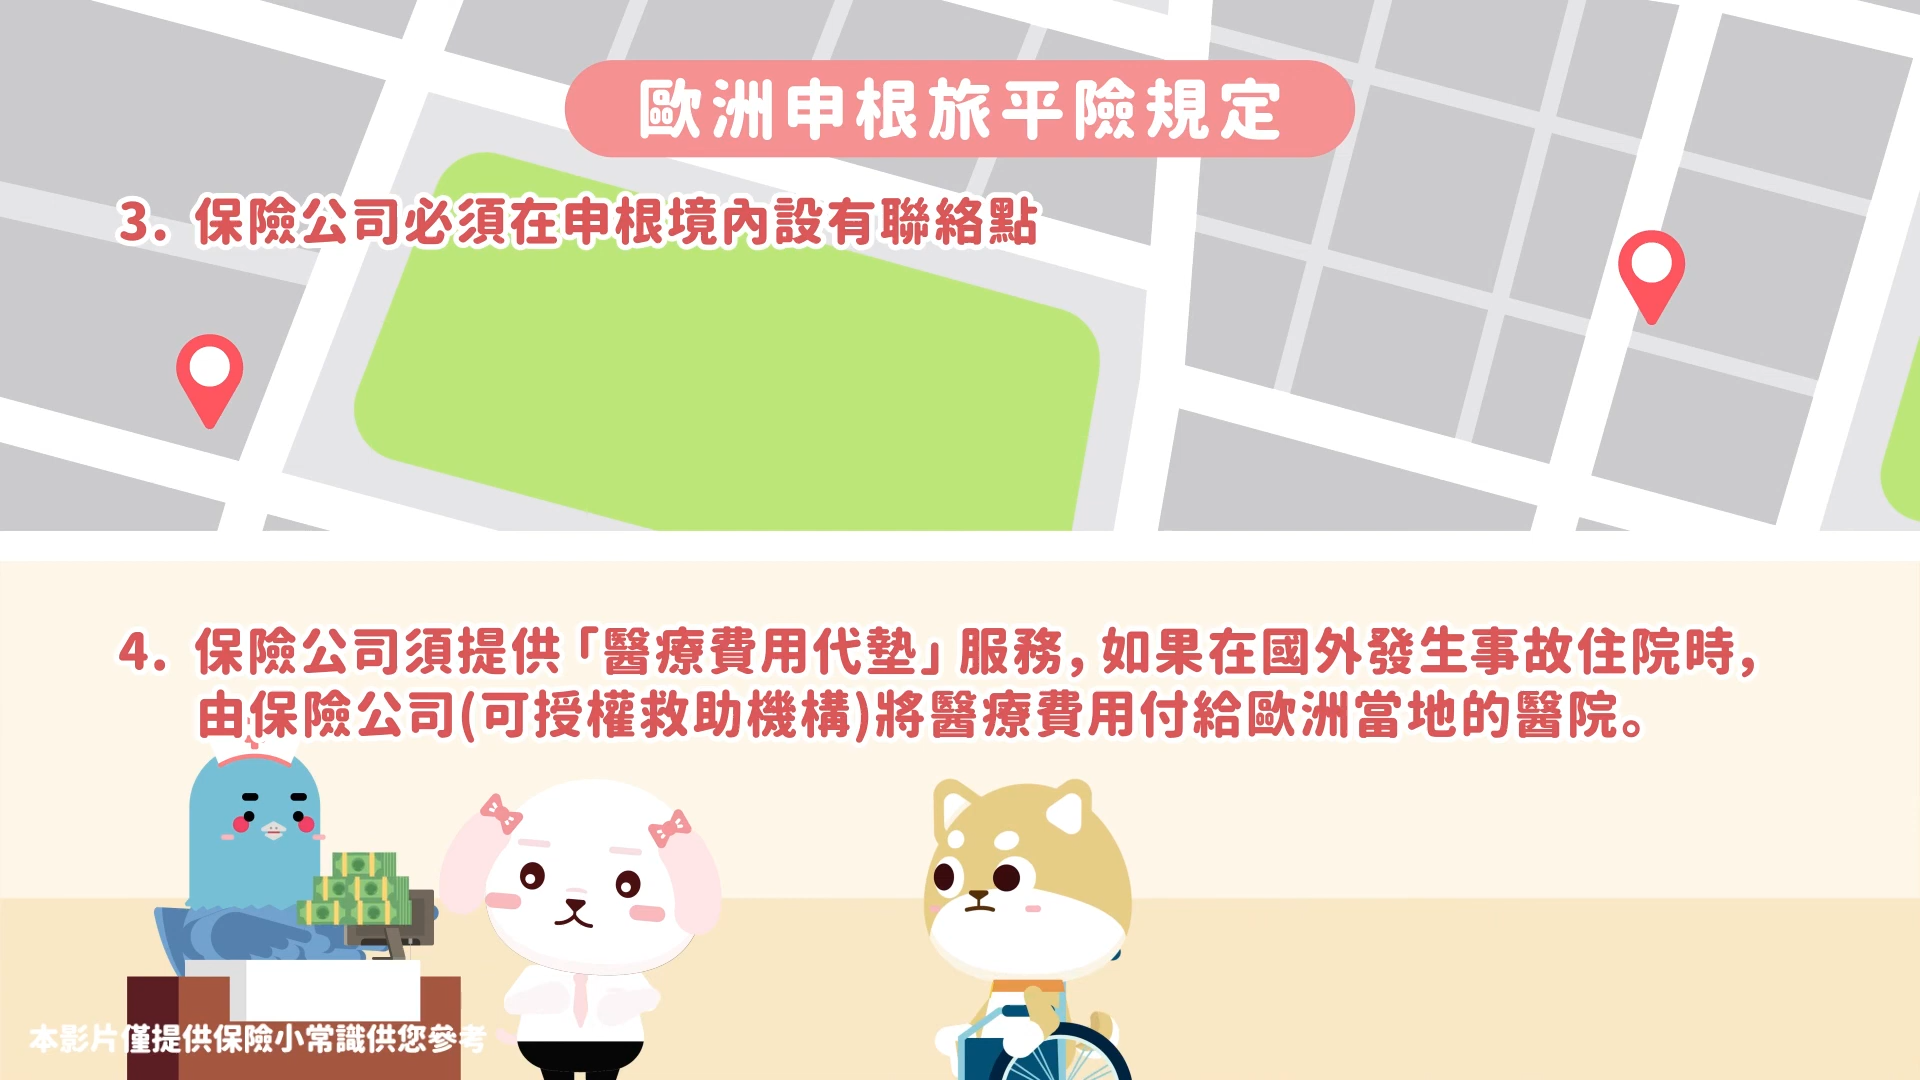 歐洲申根旅平險規定
3. 保險公司必須在申根境內設有聯絡點
4. 保險公司須提供「醫療費用代墊」服務,如果在國外發生事故住院時,
由保險公司(可授權救助機構)將醫療費用付給歐洲當地的醫院。
本影片僅提供保險小常識供您參考